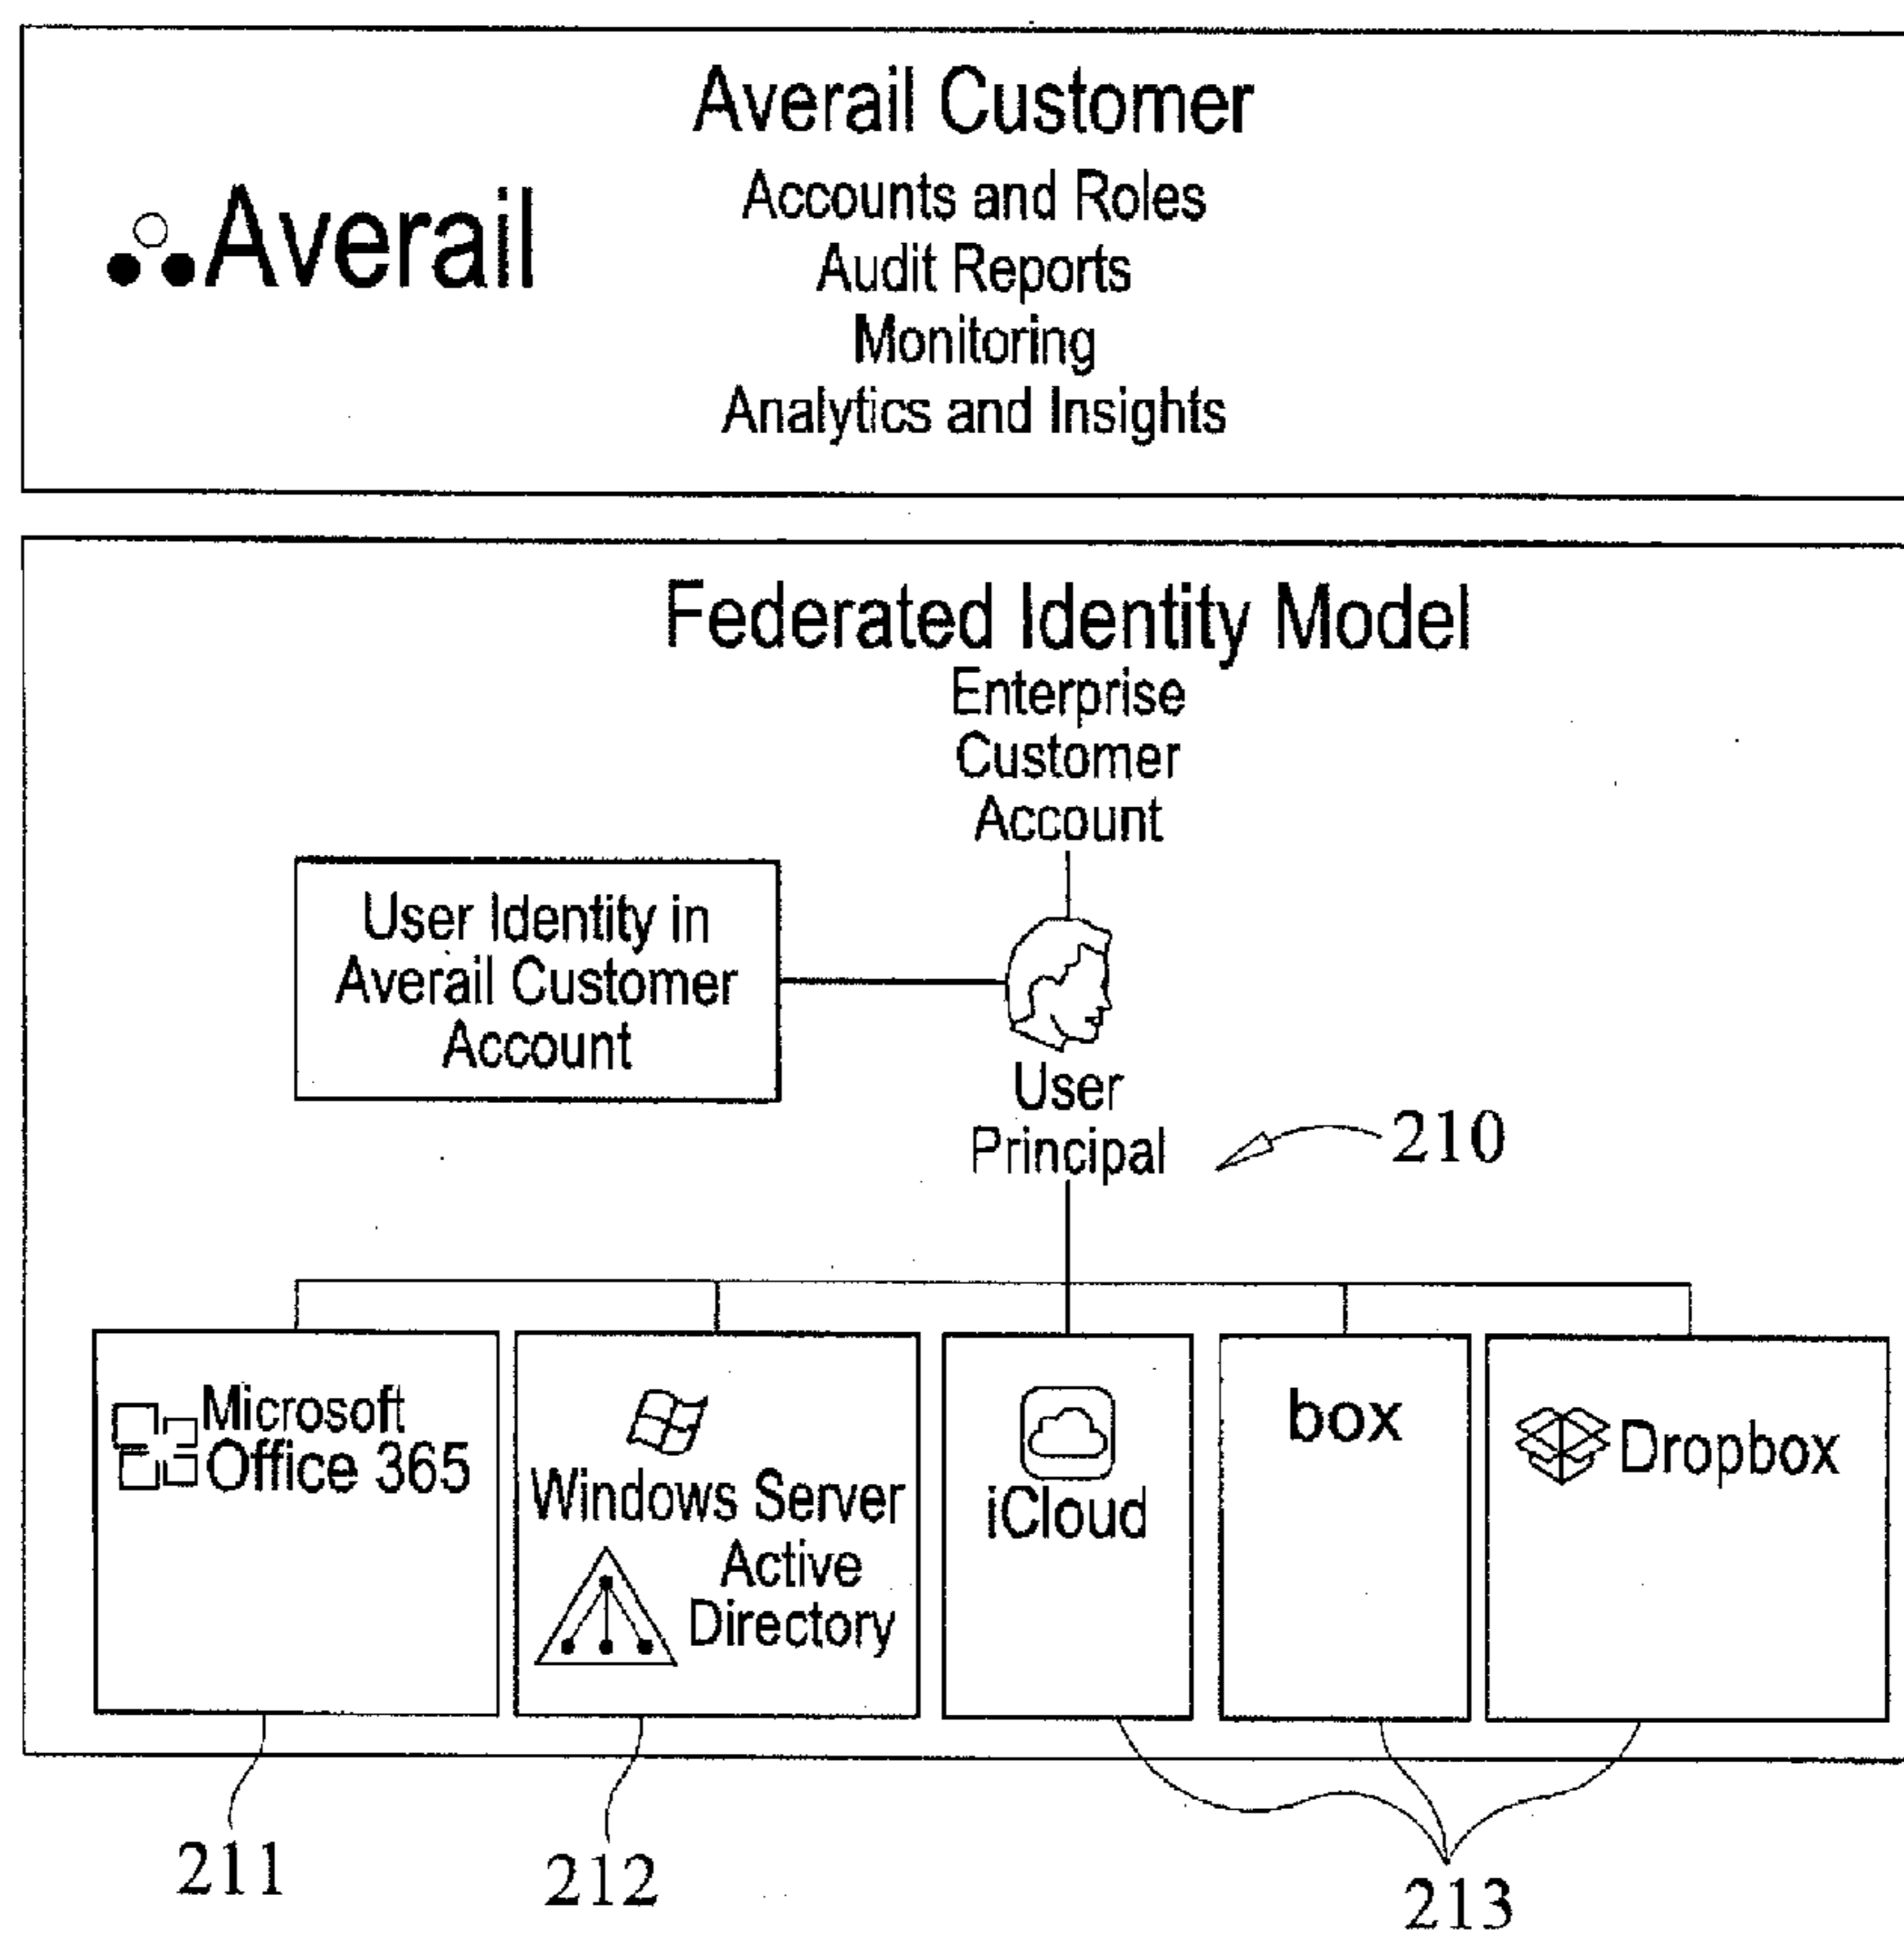 Averail Customer
Averail
Accounts and Roles
Audit Reports
Monitoring
Analytics and Insights
Federated Identity Model
Enterprise
Customer
Account
User Identity in
Averail Customer
Account
User
Principal
210
Microsoft
Office 365
Windows Server
Active
Directory
iCloud
box
Dropbox
211
212
213